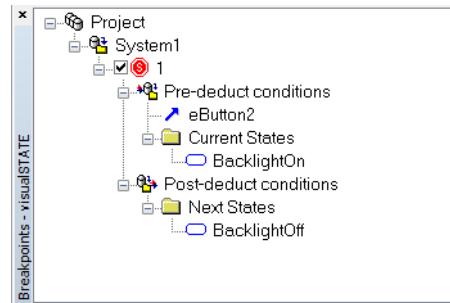 Project
System1
S 1
Pre-deduct conditions
eButton2
Current States
BacklightOn
Post-deduct conditions
Next States
BacklightOff
Breakpoints - visualSTATE